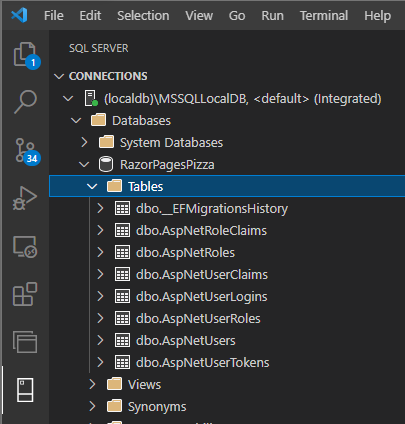 File Edit Selection View Go Run Terminal Help
SQL SERVER
CONNECTIONS
1
(localdb)\MSSQLLocalDB, <default> (Integrated)
Databases
System Databases
34
RazorPagesPizza
Tables
dbo.__EFMigrationsHistory
dbo.AspNetRoleClaims
dbo.AspNetRoles
dbo.AspNetUserClaims
dbo.AspNetUserLogins
dbo.AspNetUserRoles
dbo.AspNetUsers
dbo.AspNetUserTokens
Views
Synonyms